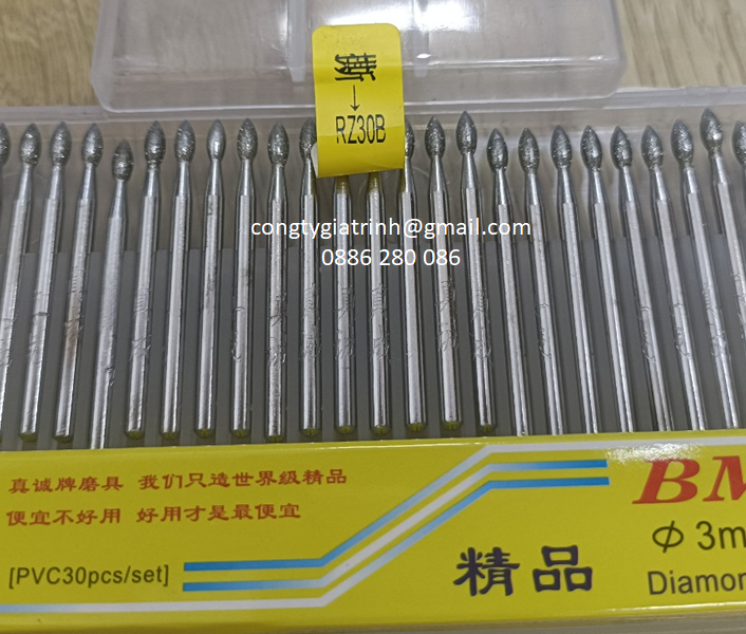 →
RZ30B
congtygiatrinh@gmail.com
0886 280 086
真诚牌磨具 我们只造世界級精品
便宜不好用 好用才是最便宜
BM
[PVC30pcs/set]
精品
Φ 3m
Diamon